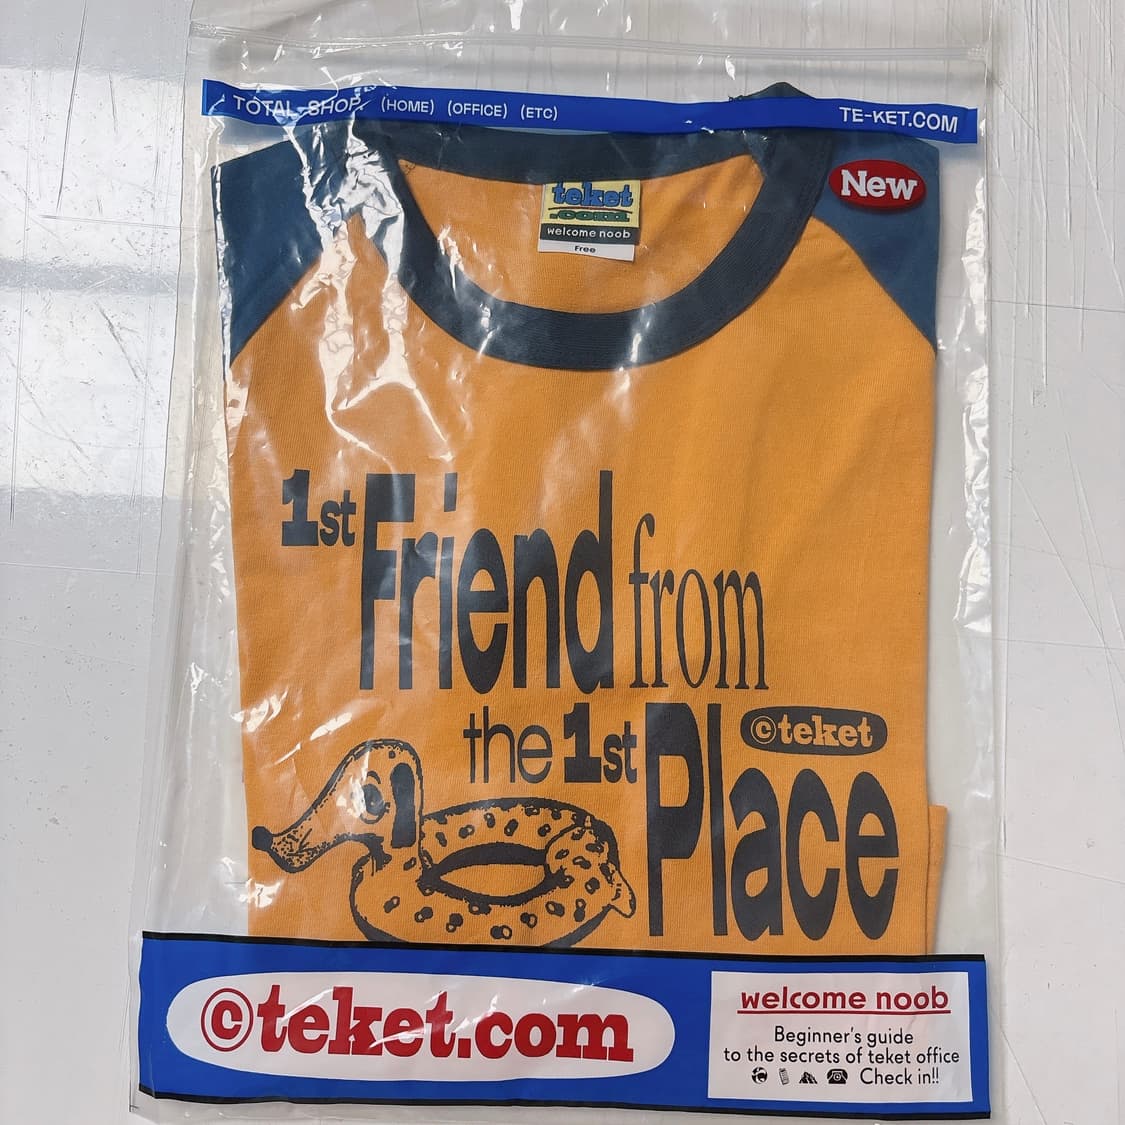 TOTAL SHOP (HOME) (OFFICE) (ETC)
TE-KET.COM
New
teket
.com
welcome noob
Free
1st Friend from
the 1st Place
©teket
©teket.com
welcome noob
Beginner's guide
to the secrets of teket office
Check in!!